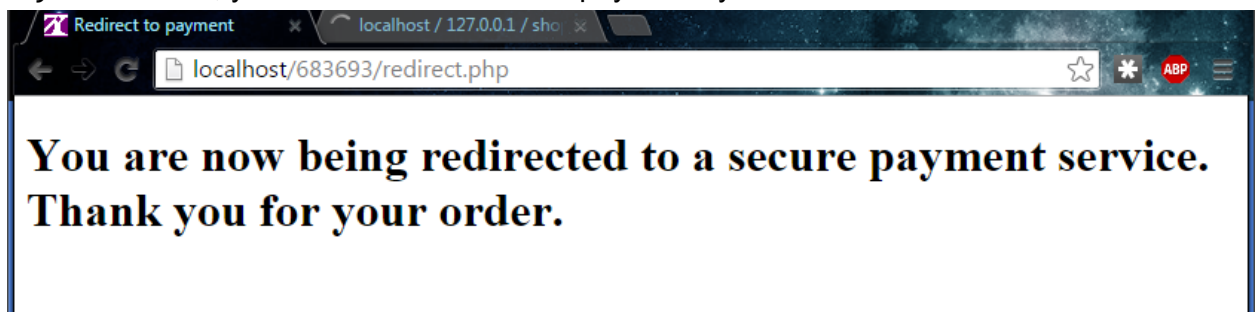 Redirect to payment
localhost / 127.0.0.1 / sho
localhost/683693/redirect.php
ABP
You are now being redirected to a secure payment service.
Thank you for your order.